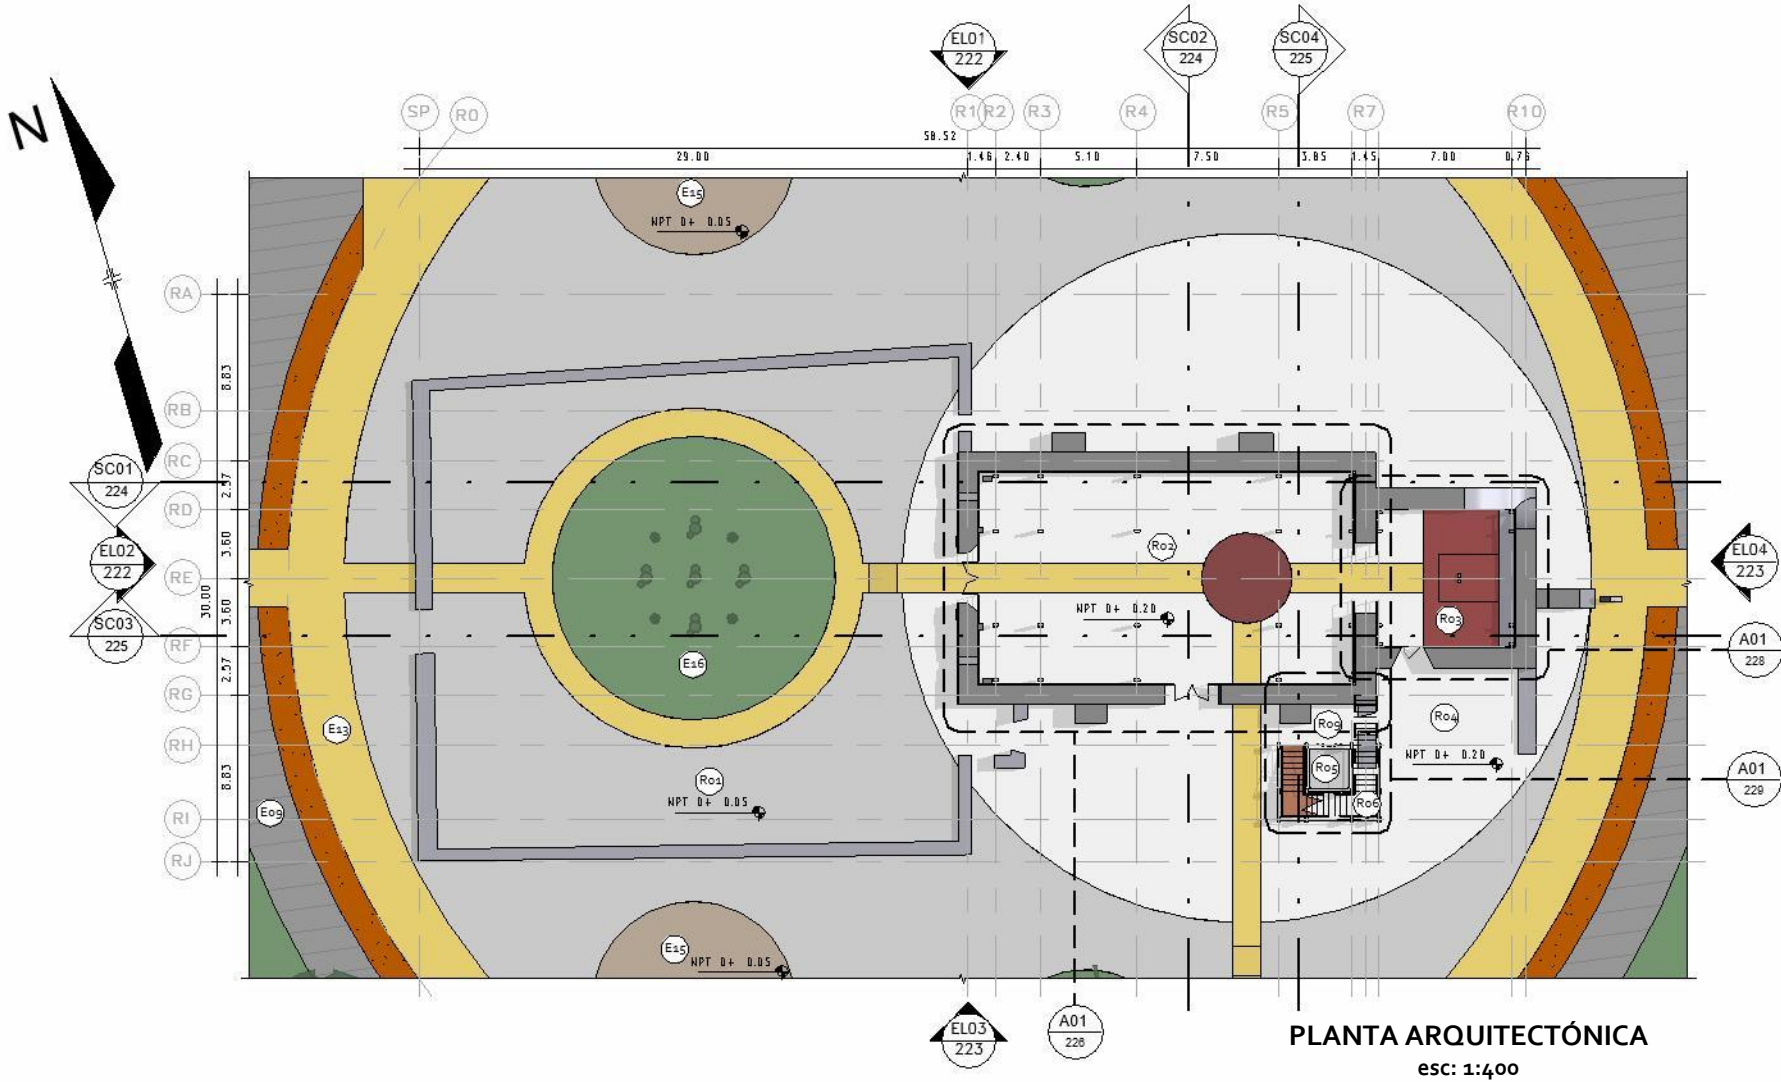 EL01
222
SC02
224
SC04
225
N
SP
R0
R1
R2
R3
R4
R5
R7
R10
58.52
29.00
1.46
2.40
5.10
7.50
3.85
1.45
7.00
0.76
E15
NPT 0+ 0.05
RA
8.83
RB
RC
SC01
224
2.57
RD
EL02
222
3.60
RE
30.00
3.60
SC03
225
RF
2.57
RG
RH
8.83
RI
RJ
E13
E09
E16
R01
NPT 0+ 0.05
R02
NPT 0+ 0.20
R03
R04
NPT 0+ 0.20
R09
R05
R06
EL04
223
A01
228
A01
229
E15
NPT 0+ 0.05
EL03
223
A01
226
PLANTA ARQUITECTÓNICA
esc: 1:400